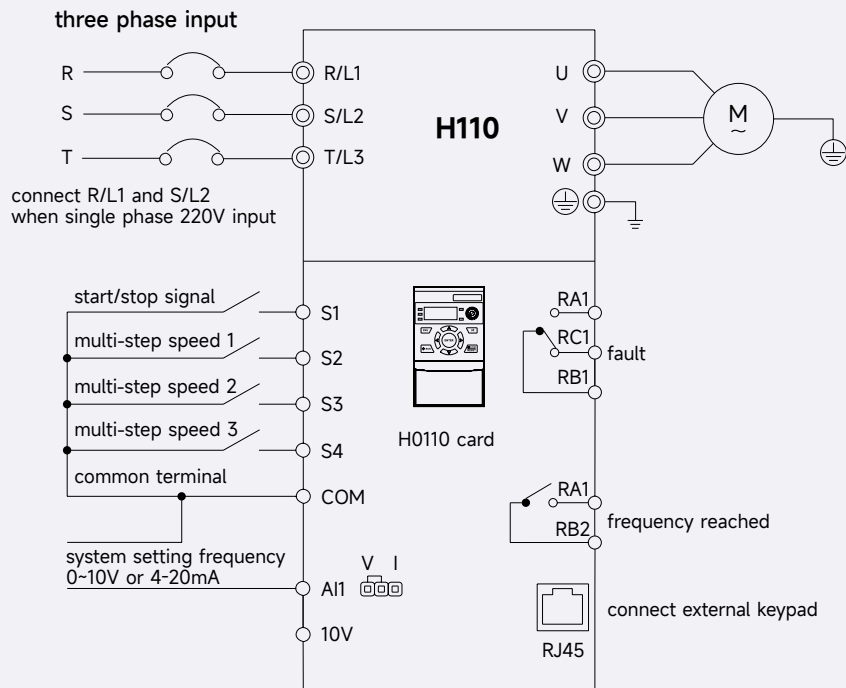 three phase input
R
R/L1
S
S/L2
T
T/L3
connect R/L1 and S/L2
when single phase 220V input
H110
U
V
W
M
~
start/stop signal
S1
multi-step speed 1
S2
multi-step speed 2
S3
multi-step speed 3
S4
common terminal
COM
system setting frequency
0~10V or 4-20mA
AI1
V I
10V
H0110 card
RA1
RC1
fault
RB1
RA1
frequency reached
RB2
connect external keypad
RJ45